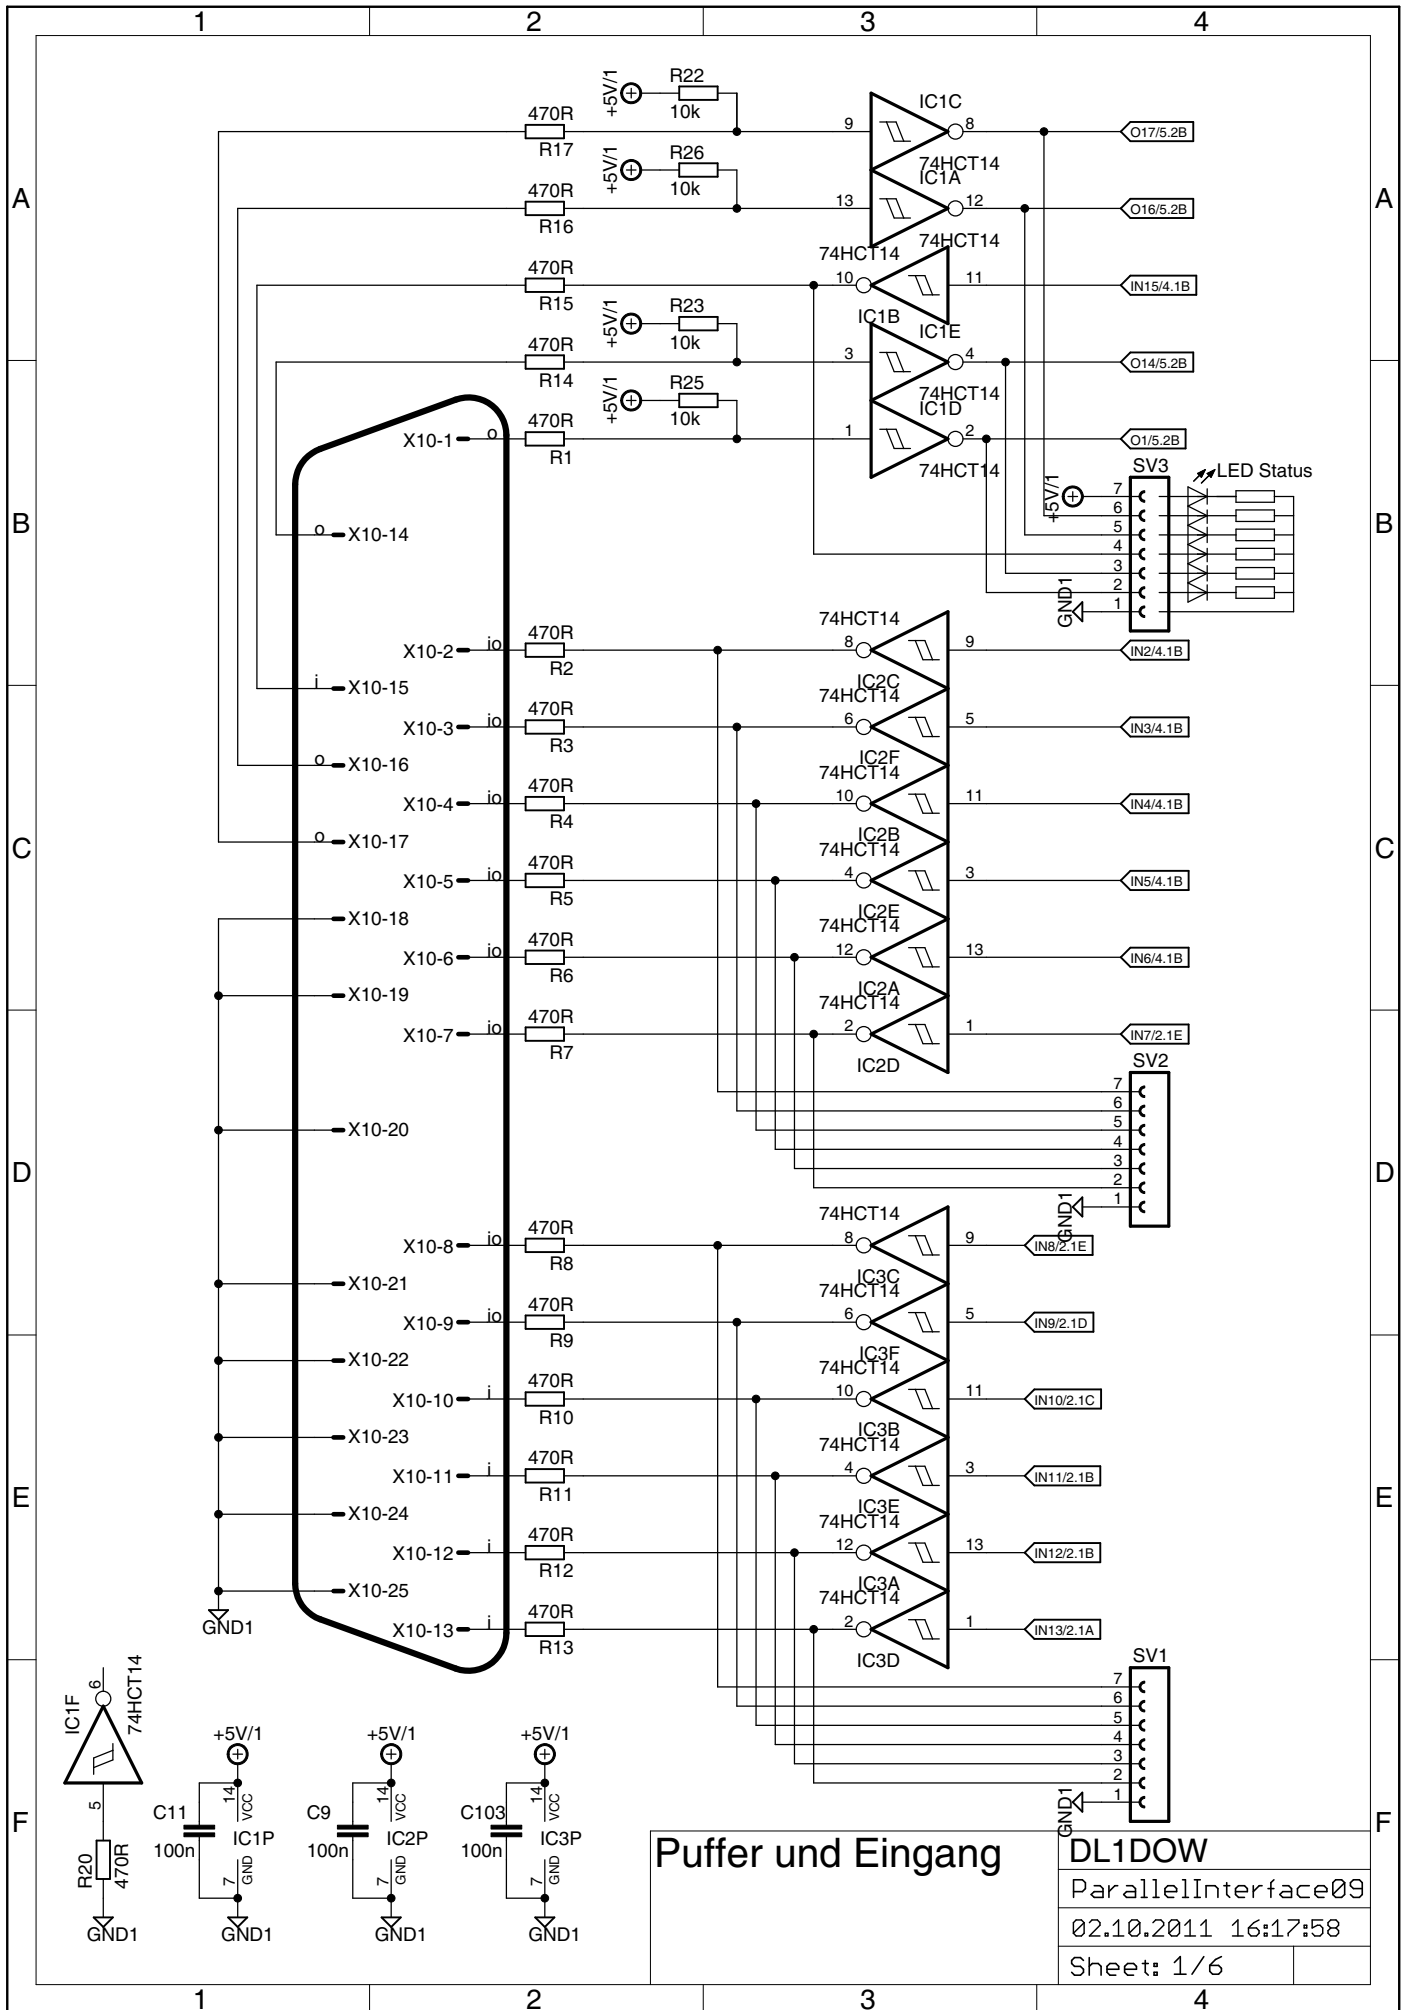 1 2 3 4
R22
+5V/1
10k
IC1C
470R
9
8
O17/5.2B
R17
R26
+5V/1
10k
74HCT14
IC1A
A
A
470R
13
12
O16/5.2B
R16
74HCT14
74HCT14
470R
10
11
IN15/4.1B
R15
R23
+5V/1
10k
IC1B
IC1E
470R
3
4
O14/5.2B
R14
R25
+5V/1
10k
74HCT14
IC1D
X10-1
o
470R
1
2
O1/5.2B
R1
74HCT14
SV3
LED Status
+5V/1
7
6
5
4
3
2
1
GND1
B
B
o
X10-14
74HCT14
X10-2
io
470R
8
9
IN2/4.1B
R2
i
X10-15
IC2C
74HCT14
X10-3
io
470R
6
5
IN3/4.1B
R3
o
X10-16
IC2F
74HCT14
X10-4
io
470R
10
11
IN4/4.1B
R4
o
X10-17
IC2B
74HCT14
C
C
X10-5
io
470R
4
3
IN5/4.1B
R5
X10-18
IC2E
74HCT14
X10-6
io
470R
12
13
IN6/4.1B
R6
X10-19
IC2A
74HCT14
X10-7
io
470R
2
1
IN7/2.1E
R7
IC2D
SV2
7
6
5
4
3
2
1
GND1
X10-20
D
D
74HCT14
X10-8
io
470R
8
9
IN8/2.1E
R8
X10-21
IC3C
74HCT14
X10-9
io
470R
6
5
IN9/2.1D
R9
X10-22
IC3F
74HCT14
X10-10
i
470R
10
11
IN10/2.1C
R10
X10-23
IC3B
74HCT14
X10-11
i
470R
4
3
IN11/2.1B
R11
E
E
X10-24
IC3E
74HCT14
X10-12
i
470R
12
13
IN12/2.1B
R12
X10-25
IC3A
74HCT14
GND1
X10-13
i
470R
2
1
IN13/2.1A
R13
IC3D
SV1
7
6
5
4
3
2
1
GND1
IC1F
6
74HCT14
5
R20
470R
GND1
+5V/1
C11
100n
14
VCC
IC1P
7
GND
GND1
+5V/1
C9
100n
14
VCC
IC2P
7
GND
GND1
+5V/1
C103
100n
14
VCC
IC3P
7
GND
GND1
F
F
Puffer und Eingang
DL1DOW
ParallelInterface09
02.10.2011 16:17:58
Sheet: 1/6
1 2 3 4